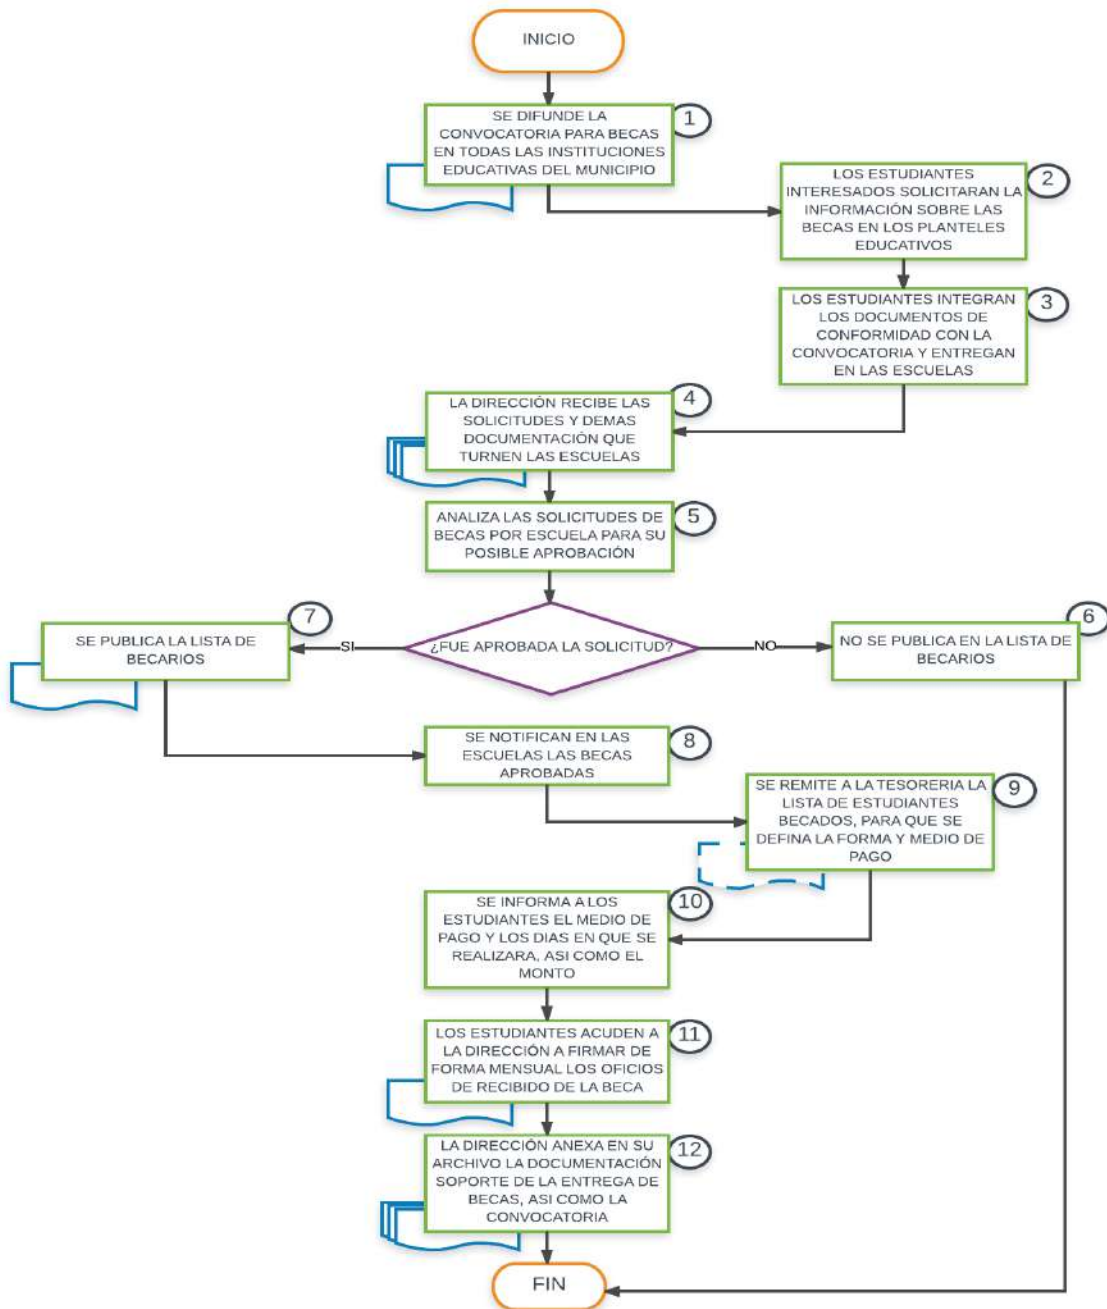 INICIO
1
SE DIFUNDE LA
CONVOCATORIA PARA BECAS
EN TODAS LAS INSTITUCIONES
EDUCATIVAS DEL MUNICIPIO
2
LOS ESTUDIANTES
INTERESADOS SOLICITARAN LA
INFORMACIÓN SOBRE LAS
BECAS EN LOS PLANTELES
EDUCATIVOS
3
LOS ESTUDIANTES INTEGRAN
LOS DOCUMENTOS DE
CONFORMIDAD CON LA
CONVOCATORIA Y ENTREGAN
EN LAS ESCUELAS
4
LA DIRECCIÓN RECIBE LAS
SOLICITUDES Y DEMAS
DOCUMENTACIÓN QUE
TURNEN LAS ESCUELAS
5
ANALIZA LAS SOLICITUDES DE
BECAS POR ESCUELA PARA SU
POSIBLE APROBACIÓN
¿FUE APROBADA LA SOLICITUD?
SI
NO
7
SE PUBLICA LA LISTA DE
BECARIOS
6
NO SE PUBLICA EN LA LISTA DE
BECARIOS
8
SE NOTIFICAN EN LAS
ESCUELAS LAS BECAS
APROBADAS
9
SE REMITE A LA TESORERIA LA
LISTA DE ESTUDIANTES
BECADOS, PARA QUE SE
DEFINA LA FORMA Y MEDIO DE
PAGO
10
SE INFORMA A LOS
ESTUDIANTES EL MEDIO DE
PAGO Y LOS DIAS EN QUE SE
REALIZARA, ASI COMO EL
MONTO
11
LOS ESTUDIANTES ACUDEN A
LA DIRECCIÓN A FIRMAR DE
FORMA MENSUAL LOS OFICIOS
DE RECIBIDO DE LA BECA
12
LA DIRECCIÓN ANEXA EN SU
ARCHIVO LA DOCUMENTACIÓN
SOPORTE DE LA ENTREGA DE
BECAS, ASI COMO LA
CONVOCATORIA
FIN